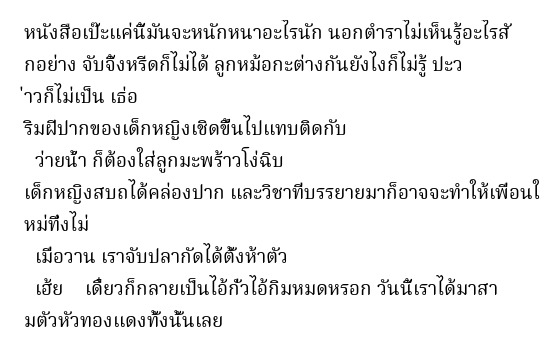 หนังสือเป๊ะแค่นี้มันจะหนักหนาอะไรนัก นอกตำราไม่เห็นรู้อะไรสั
กอย่าง จับจิ้งหรีดก็ไม่ได้ ลูกหม้อกะต่างกันยังไงก็ไม่รู้ ปะว
่าวก็ไม่เป็น เธ่อ
ริมฝีปากของเด็กหญิงเชิดขึ้นไปแทบติดกับ
ว่ายน้ำ ก็ต้องใส่ลูกมะพร้าวโง่ฉิบ
เด็กหญิงสบถได้คล่องปาก และวิชาที่บรรยายมาก็อาจจะทำให้เพื่อนใ
หม่ทึ่งไม่
เมื่อวาน เราจับปลากัดได้ตั้งห้าตัว
เฮ้ย เดี๋ยวก็กลายเป็นไอ้กั๊วไอ้กิมหมดหรอก วันนี้เราได้มาสา
มตัวหัวทองแดงทั้งนั้นเลย